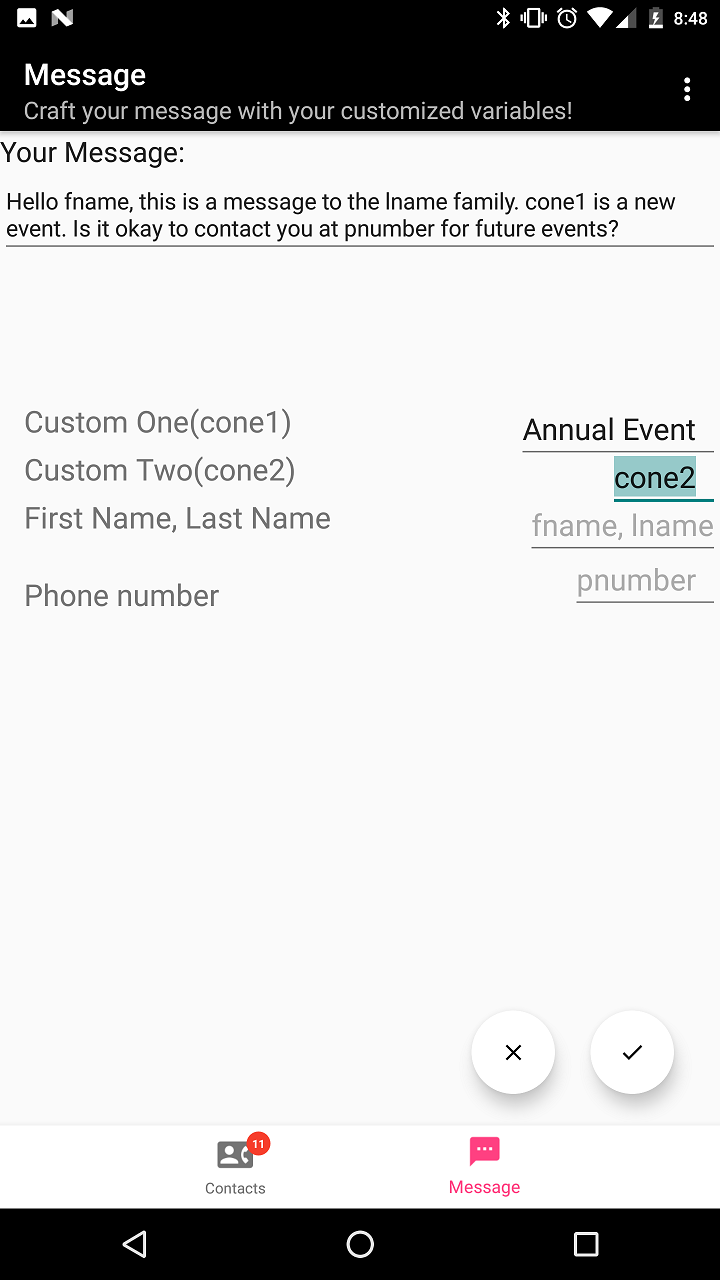 8:48
Message
Craft your message with your customized variables!
Your Message:
Hello fname, this is a message to the lname family. cone1 is a new
event. Is it okay to contact you at pnumber for future events?
Custom One(cone1)
Annual Event
Custom Two(cone2)
cone2
First Name, Last Name
fname, lname
Phone number
pnumber
11
Contacts
Message